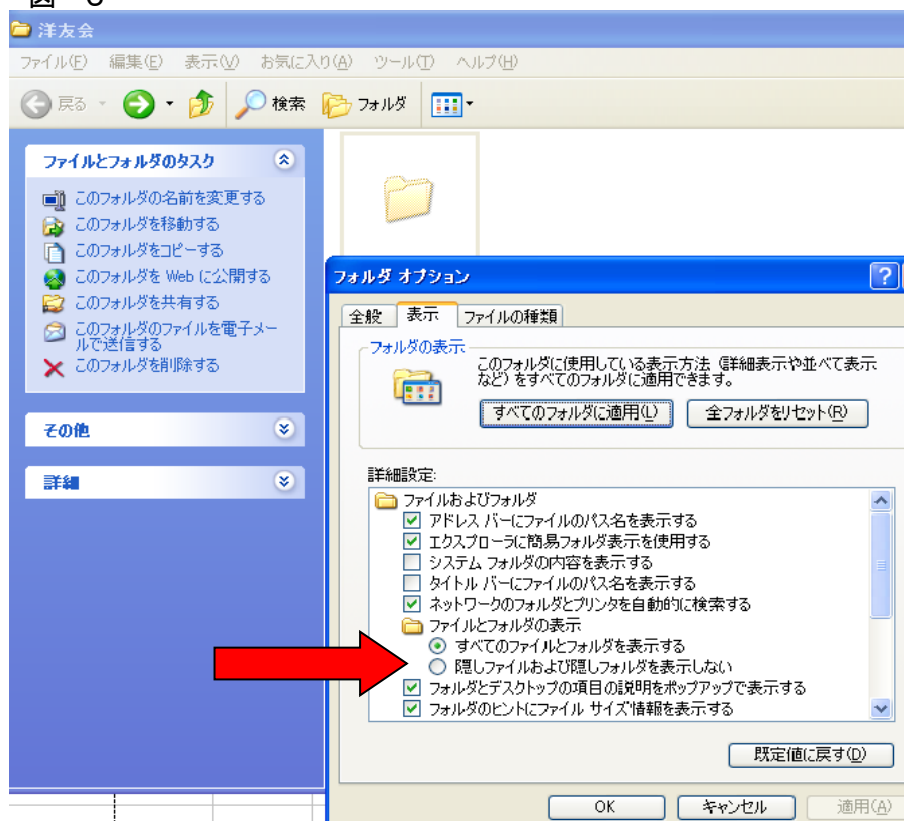 洋友会
ファイル(F) 編集(E) 表示(V) お気に入り(A) ツール(T) ヘルプ(H)
戻る 検索 フォルダ
ファイルとフォルダのタスク
このフォルダの名前を変更する
このフォルダを移動する
このフォルダをコピーする
このフォルダを Web に公開する
このフォルダを共有する
このフォルダのファイルを電子メー
ルで送信する
このフォルダを削除する
その他
詳細
フォルダ オプション
全般 表示 ファイルの種類
フォルダの表示
このフォルダに使用している表示方法 (詳細表示や並べて表示
など) をすべてのフォルダに適用できます。
すべてのフォルダに適用(L) 全フォルダをリセット(R)
詳細設定:
ファイルおよびフォルダ
アドレス バーにファイルのパス名を表示する
エクスプローラに簡易フォルダ表示を使用する
システム フォルダの内容を表示する
タイトル バーにファイルのパス名を表示する
ネットワークのフォルダとプリンタを自動的に検索する
ファイルとフォルダの表示
すべてのファイルとフォルダを表示する
隠しファイルおよび隠しフォルダを表示しない
フォルダとデスクトップの項目の説明をポップアップで表示する
フォルダのヒントにファイル サイズ情報を表示する
既定値に戻す(D)
OK キャンセル 適用(A)